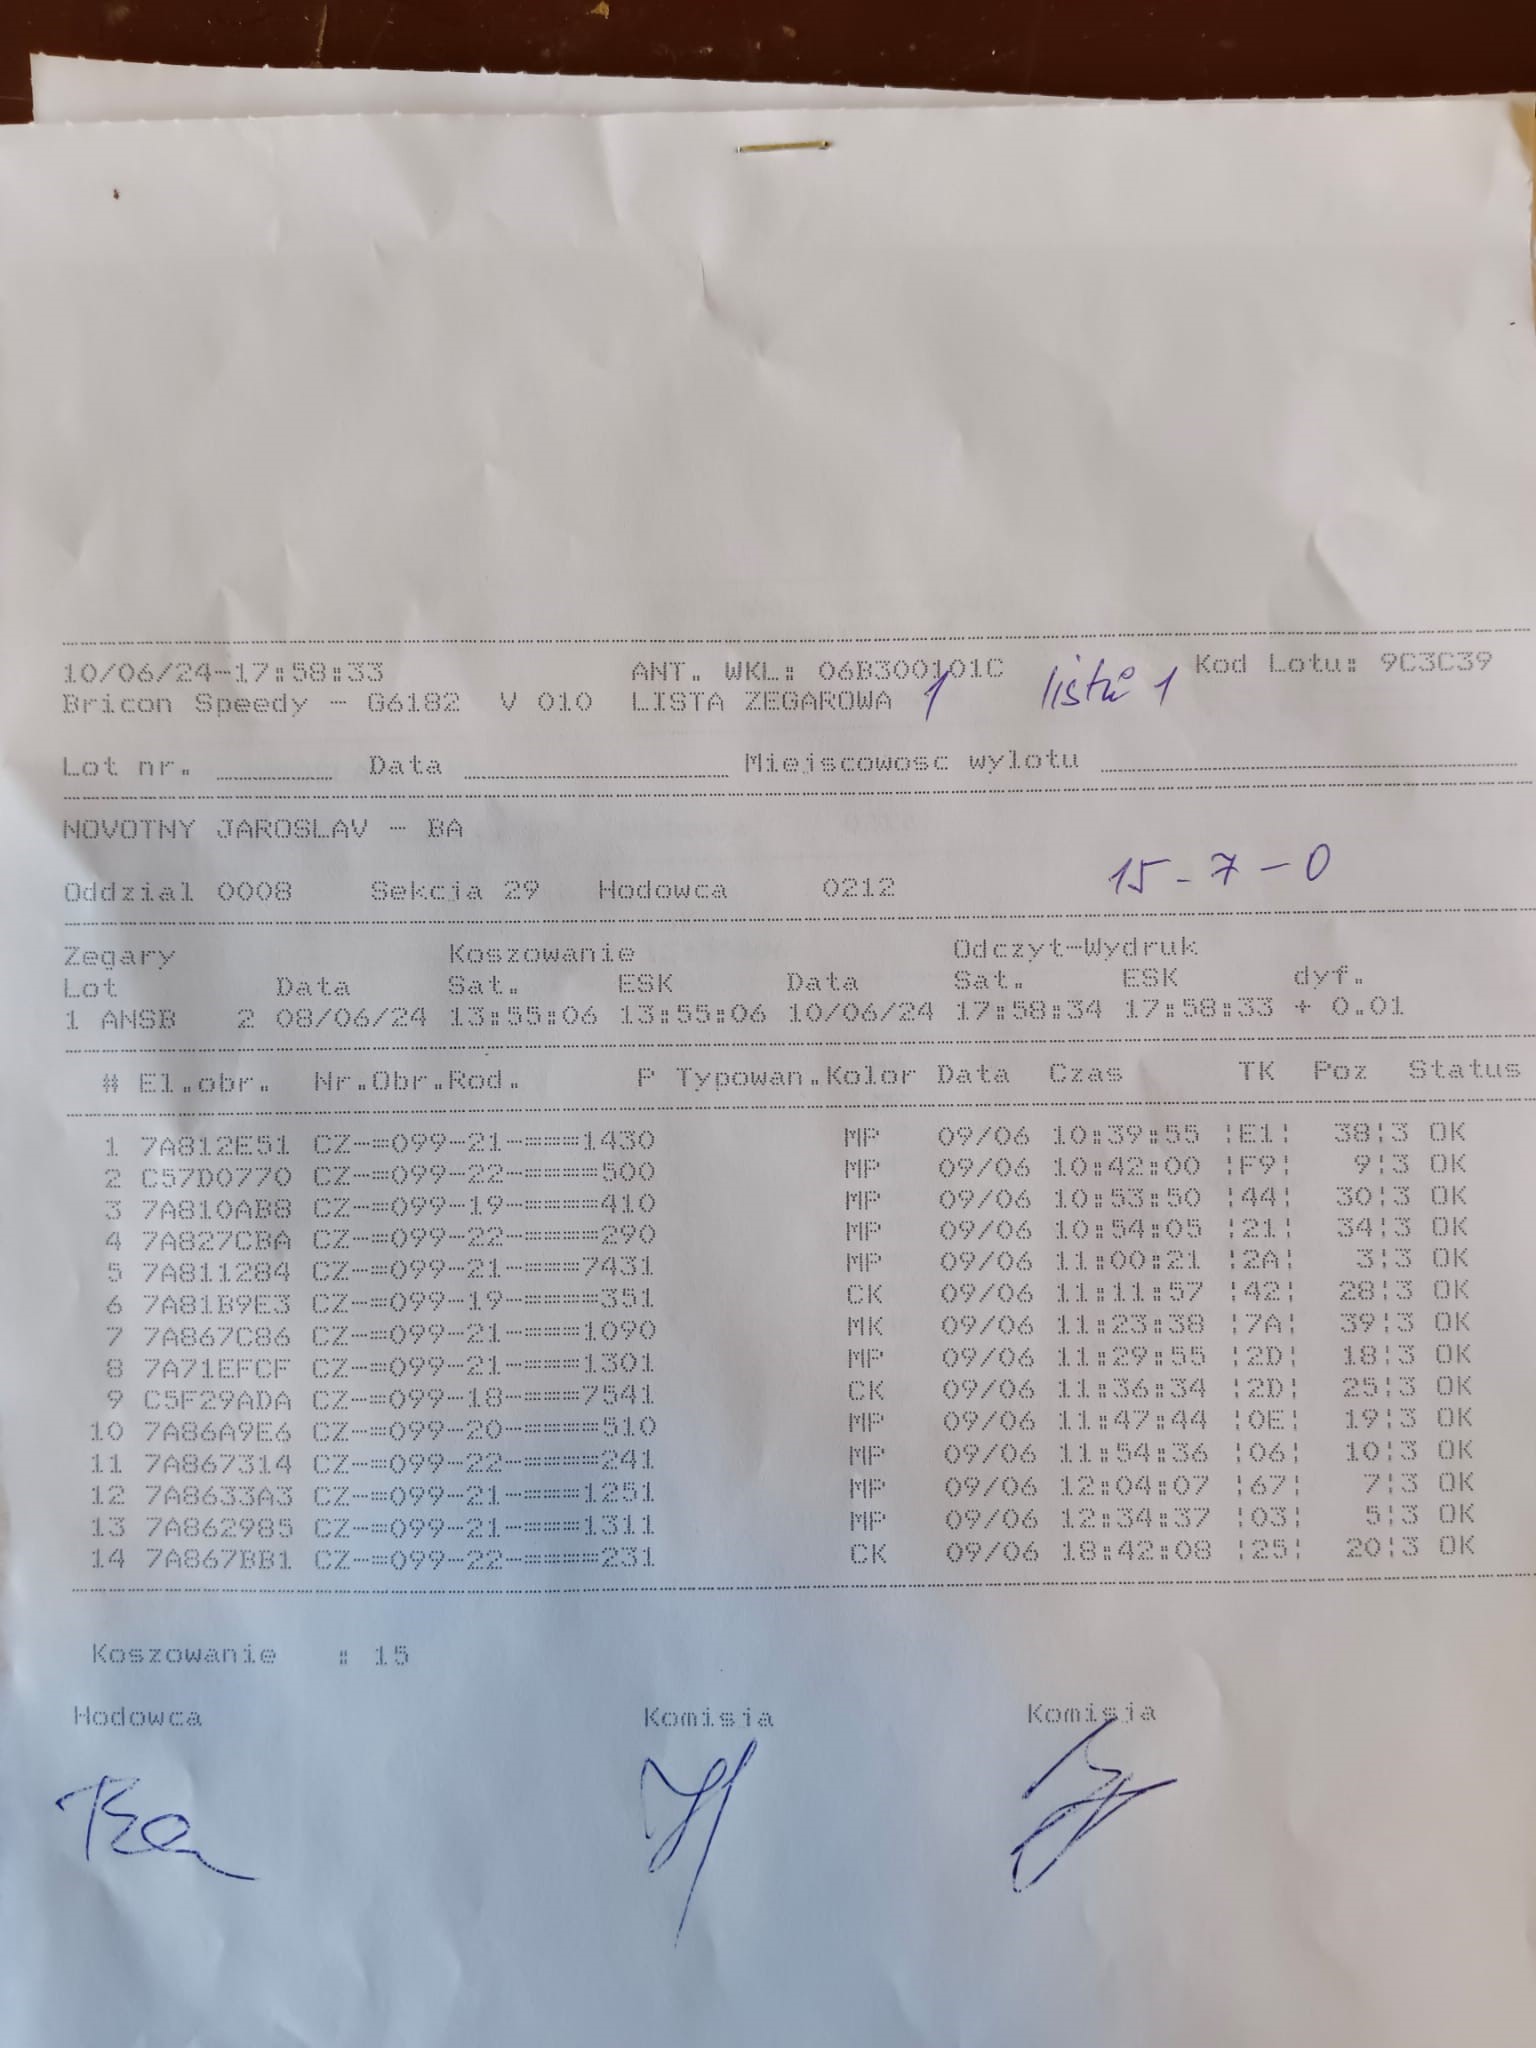 10/06/24-17:58:33 ANT. WKL: 06B300101C Kod Lotu: 9C3C39
Bricon Speedy - G6182 V 010 LISTA ZEGAROWA 1 listů 1
Lot nr. Data Miejscowosc wylotu
NOVOTNY JAROSLAV - BA
15-7-0
Oddzial 0008 Sekcja 29 Hodowca 0212
Zegary Koszowanie Odczyt-Wydruk
Lot Data Sat. ESK Data Sat. ESK dyf.
1 ANSB 2 08/06/24 13:55:06 13:55:06 10/06/24 17:58:34 17:58:33 + 0.01
# El.obr. Nr.Obr.Rod. P Typowan. Kolor Data Czas TK Poz Status
1 7A812E51 CZ-=099-21-===1430 MP 09/06 10:39:55 ¦E1¦ 38¦3 OK
2 C57D0770 CZ-=099-22-====500 MP 09/06 10:42:00 ¦F9¦ 9¦3 OK
3 7A810AB8 CZ-=099-19-====410 MP 09/06 10:53:50 ¦44¦ 30¦3 OK
4 7A827CBA CZ-=099-22-====290 MP 09/06 10:54:05 ¦21¦ 34¦3 OK
5 7A811284 CZ-=099-21-===7431 MP 09/06 11:00:21 ¦2A¦ 3¦3 OK
6 7A81B9E3 CZ-=099-19-====351 CK 09/06 11:11:57 ¦42¦ 28¦3 OK
7 7A867C86 CZ-=099-21-===1090 MK 09/06 11:23:38 ¦7A¦ 39¦3 OK
8 7A71EFCF CZ-=099-21-===1301 MP 09/06 11:29:55 ¦2D¦ 18¦3 OK
9 C5F29ADA CZ-=099-18-===7541 CK 09/06 11:36:34 ¦2D¦ 25¦3 OK
10 7A86A9E6 CZ-=099-20-====510 MP 09/06 11:47:44 ¦0E¦ 19¦3 OK
11 7A867314 CZ-=099-22-====241 MP 09/06 11:54:36 ¦06¦ 10¦3 OK
12 7A8633A3 CZ-=099-21-===1251 MP 09/06 12:04:07 ¦67¦ 7¦3 OK
13 7A862985 CZ-=099-21-===1311 MP 09/06 12:34:37 ¦03¦ 5¦3 OK
14 7A867BB1 CZ-=099-22-====231 CK 09/06 18:42:08 ¦25¦ 20¦3 OK
Koszowanie : 15
Hodowca Komisja Komisja